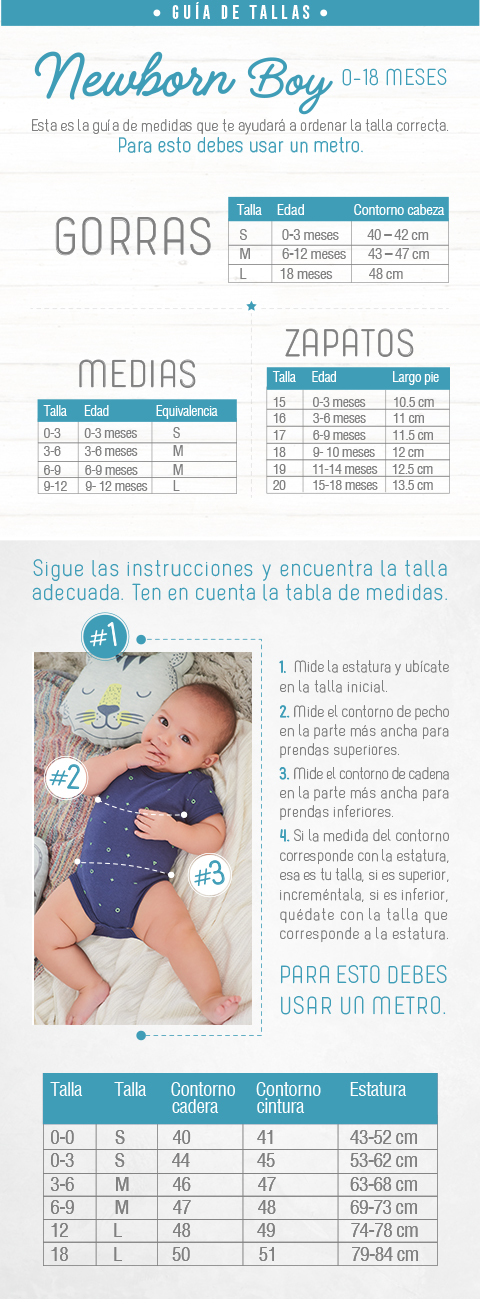 • GUÍA DE TALLAS •
Newborn Boy 0-18 MESES
Esta es la guía de medidas que te ayudará a ordenar la talla correcta.
Para esto debes usar un metro.
GORRAS
Talla Edad Contorno cabeza
S 0-3 meses 40 – 42 cm
M 6-12 meses 43 – 47 cm
L 18 meses 48 cm
MEDIAS
Talla Edad Equivalencia
0-3 0-3 meses S
3-6 3-6 meses M
6-9 6-9 meses M
9-12 9- 12 meses L
ZAPATOS
Talla Edad Largo pie
15 0-3 meses 10.5 cm
16 3-6 meses 11 cm
17 6-9 meses 11.5 cm
18 9- 10 meses 12 cm
19 11-14 meses 12.5 cm
20 15-18 meses 13.5 cm
Sigue las instrucciones y encuentra la talla
adecuada. Ten en cuenta la tabla de medidas.
#1
#2
#3
1. Mide la estatura y ubícate
en la talla inicial.
2. Mide el contorno de pecho
en la parte más ancha para
prendas superiores.
3. Mide el contorno de cadena
en la parte más ancha para
prendas inferiores.
4. Si la medida del contorno
corresponde con la estatura,
esa es tu talla, si es superior,
increméntala, si es inferior,
quédate con la talla que
corresponde a la estatura.
PARA ESTO DEBES
USAR UN METRO.
Talla Talla Contorno cadera Contorno cintura Estatura
0-0 S 40 41 43-52 cm
0-3 S 44 45 53-62 cm
3-6 M 46 47 63-68 cm
6-9 M 47 48 69-73 cm
12 L 48 49 74-78 cm
18 L 50 51 79-84 cm